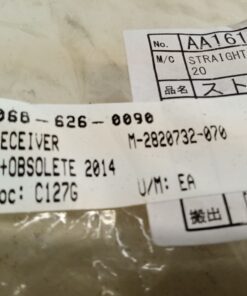 No. AA161
M/C STRAIGHT
20
品名 スト
068-626-0090
ECEIVER M-2820732-070
+OBSOLETE 2014
oc: C127G U/M: EA
搬出